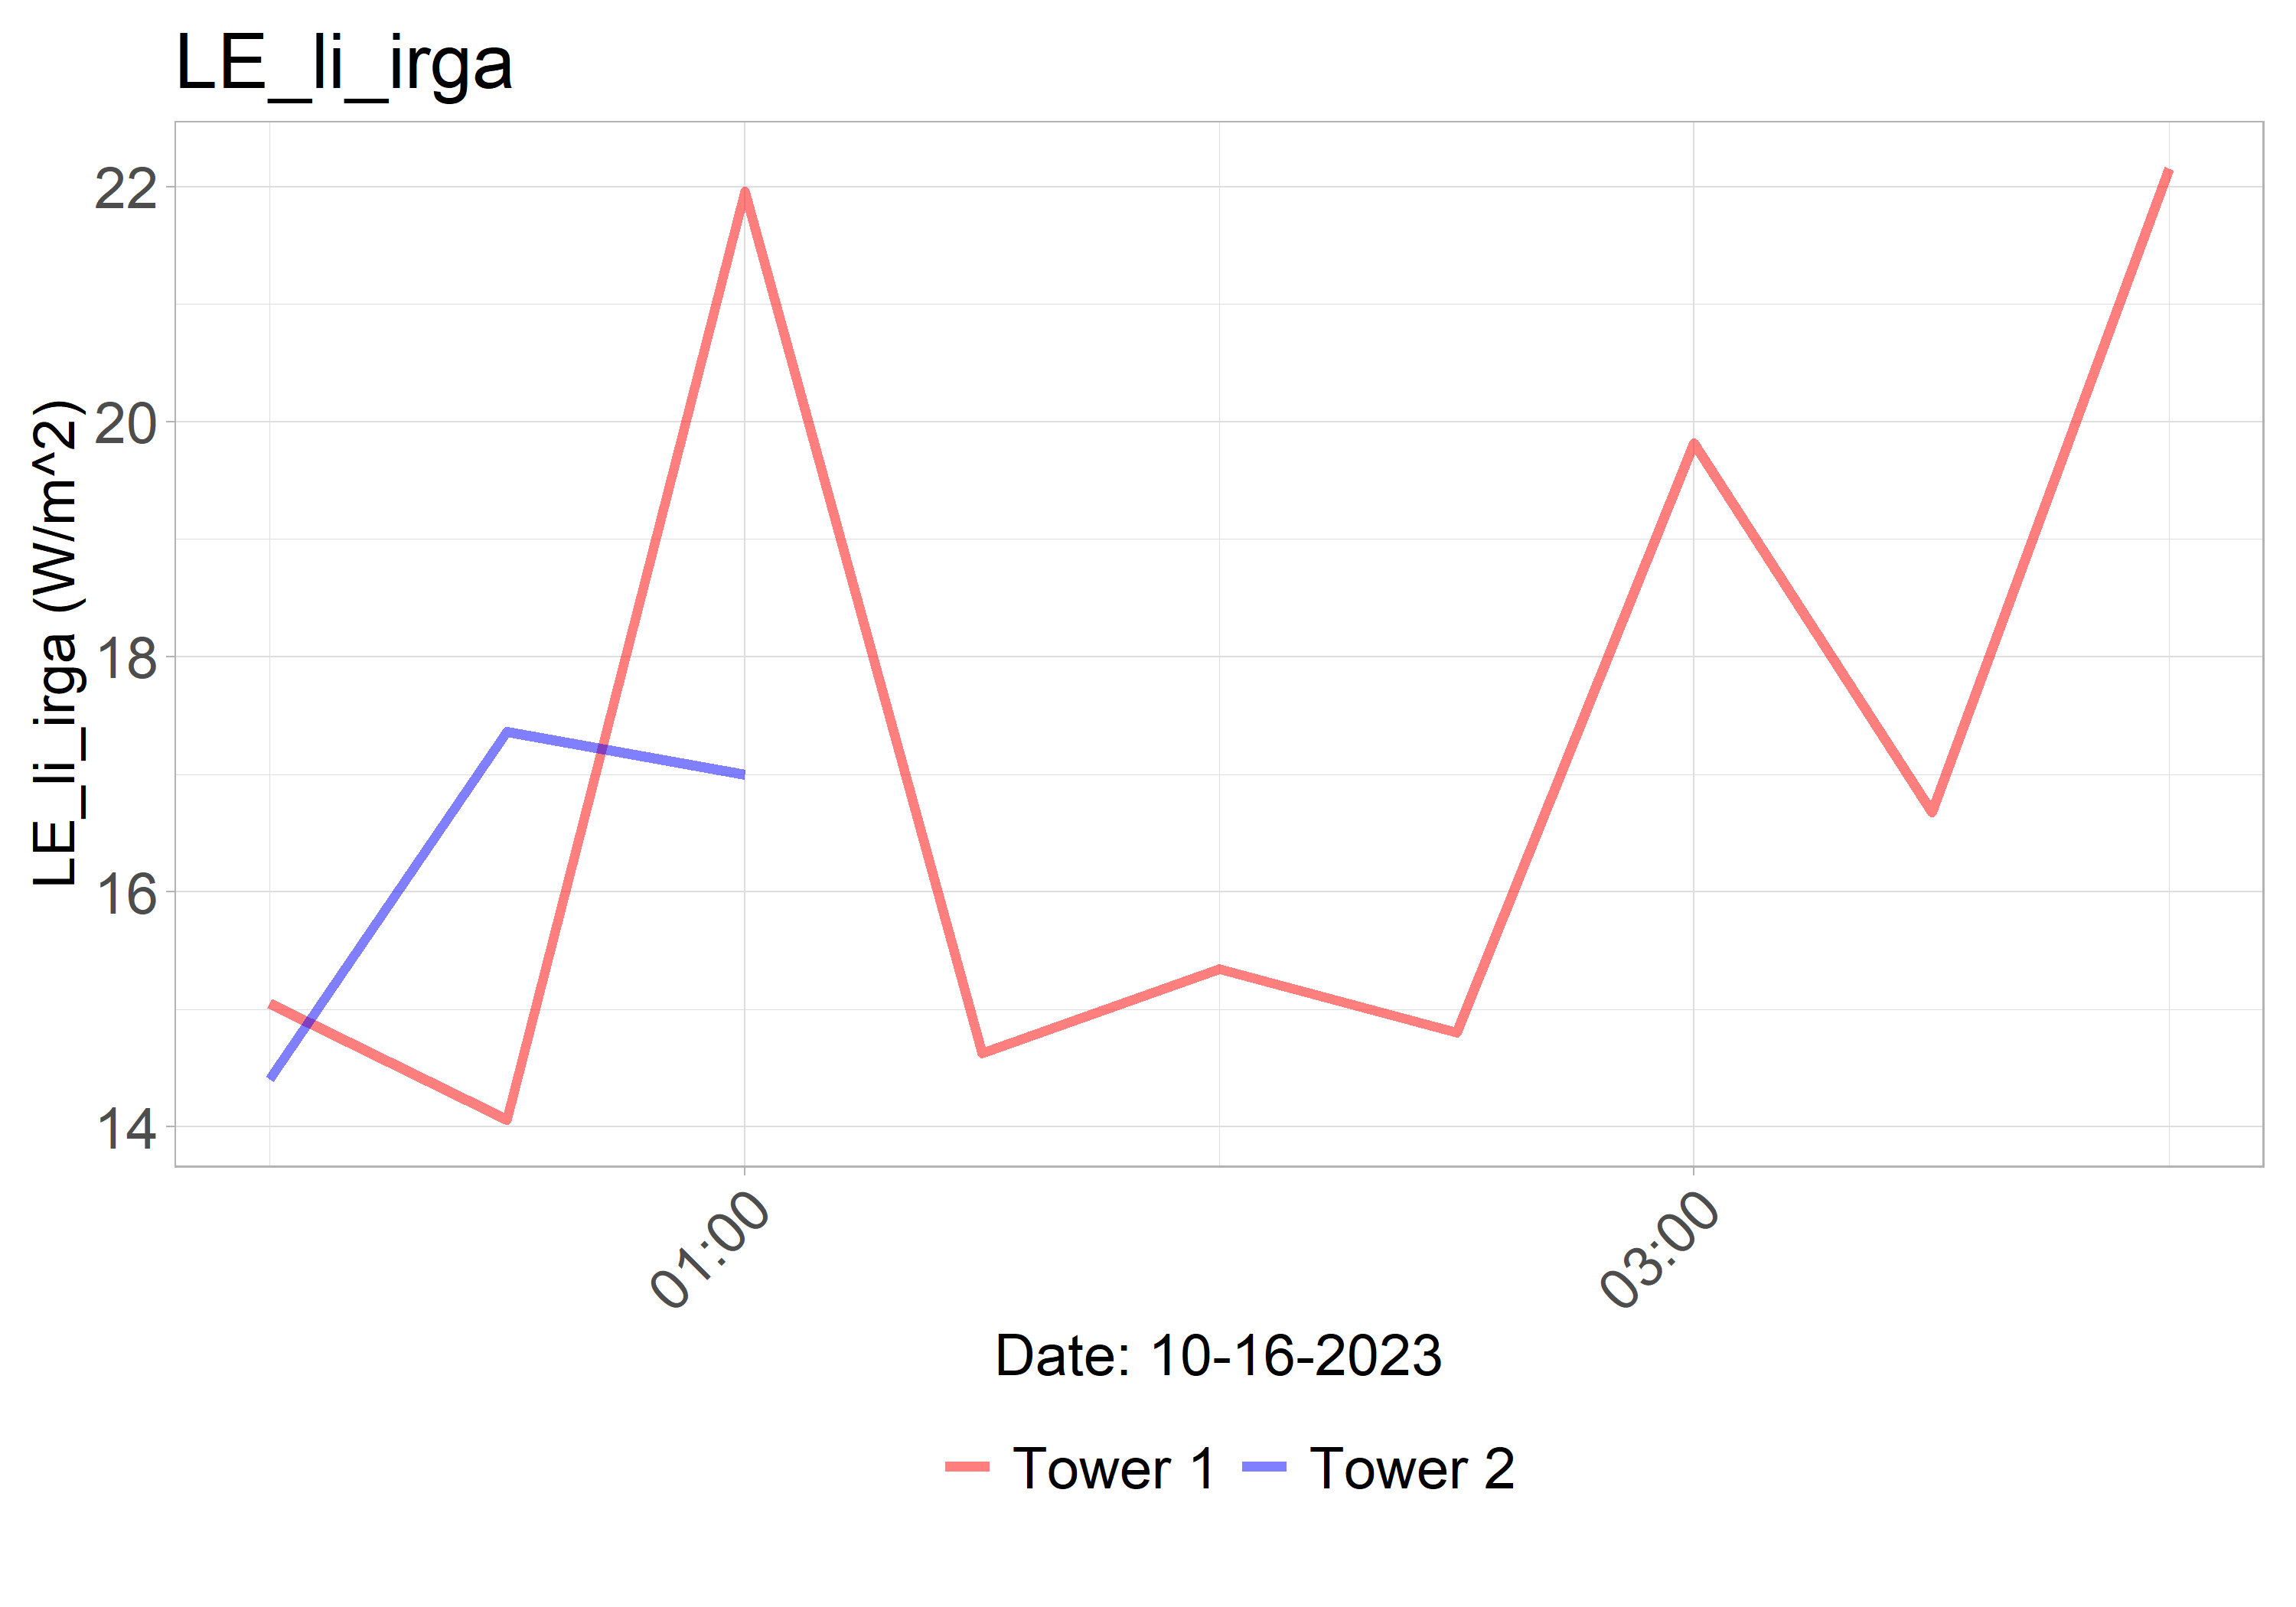 LE_li_irga
LE_li_irga (W/m^2)
22
20
18
16
14
01:00
03:00
Date: 10-16-2023
Tower 1
Tower 2